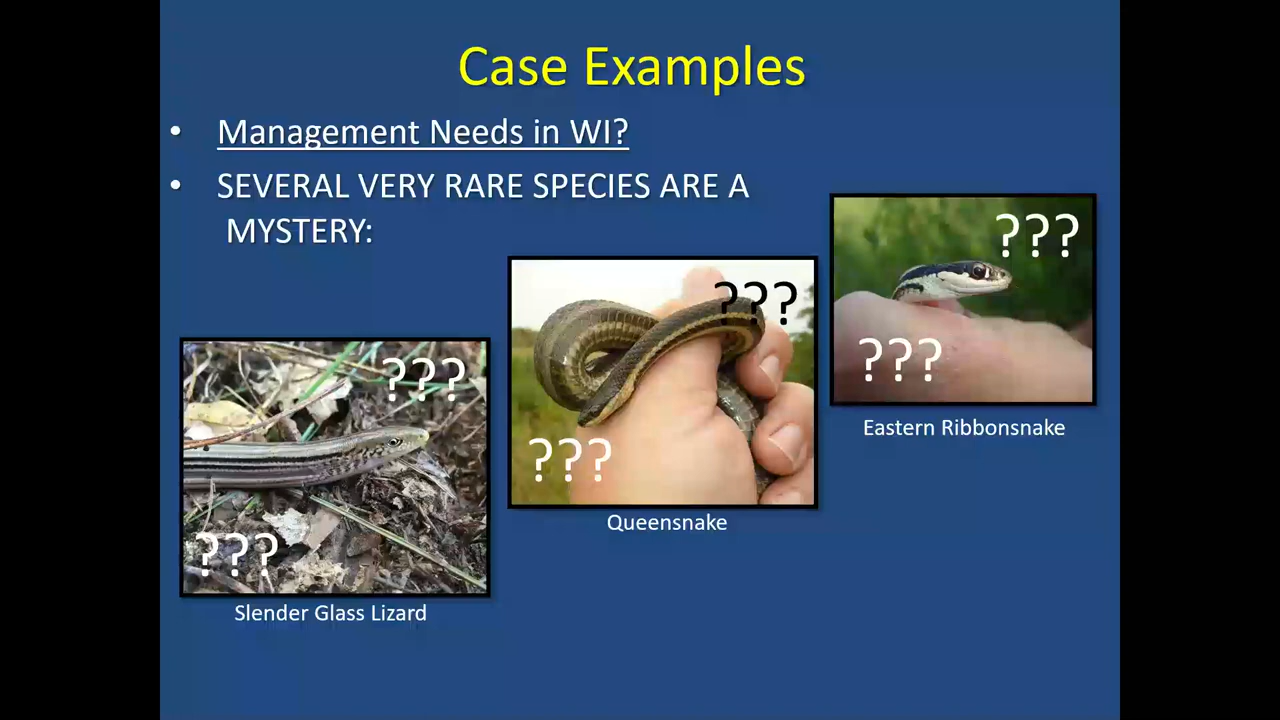 Case Examples
• Management Needs in WI?
• SEVERAL VERY RARE SPECIES ARE A
MYSTERY:
???
???
Slender Glass Lizard
???
???
Queensnake
???
???
Eastern Ribbonsnake